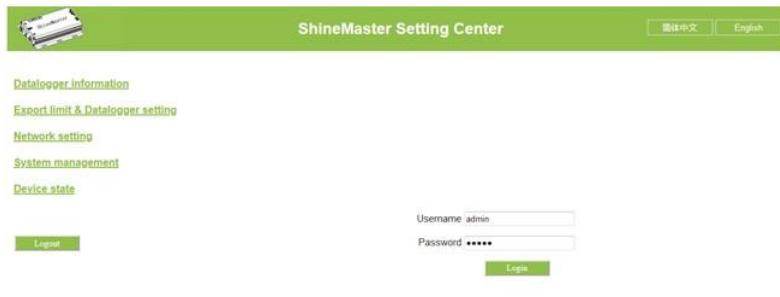 ShineMaster
ShineMaster Setting Center
简体中文
English
Datalogger information
Export limit & Datalogger setting
Network setting
System management
Device state
Username admin
Logout
Password •••••
Login